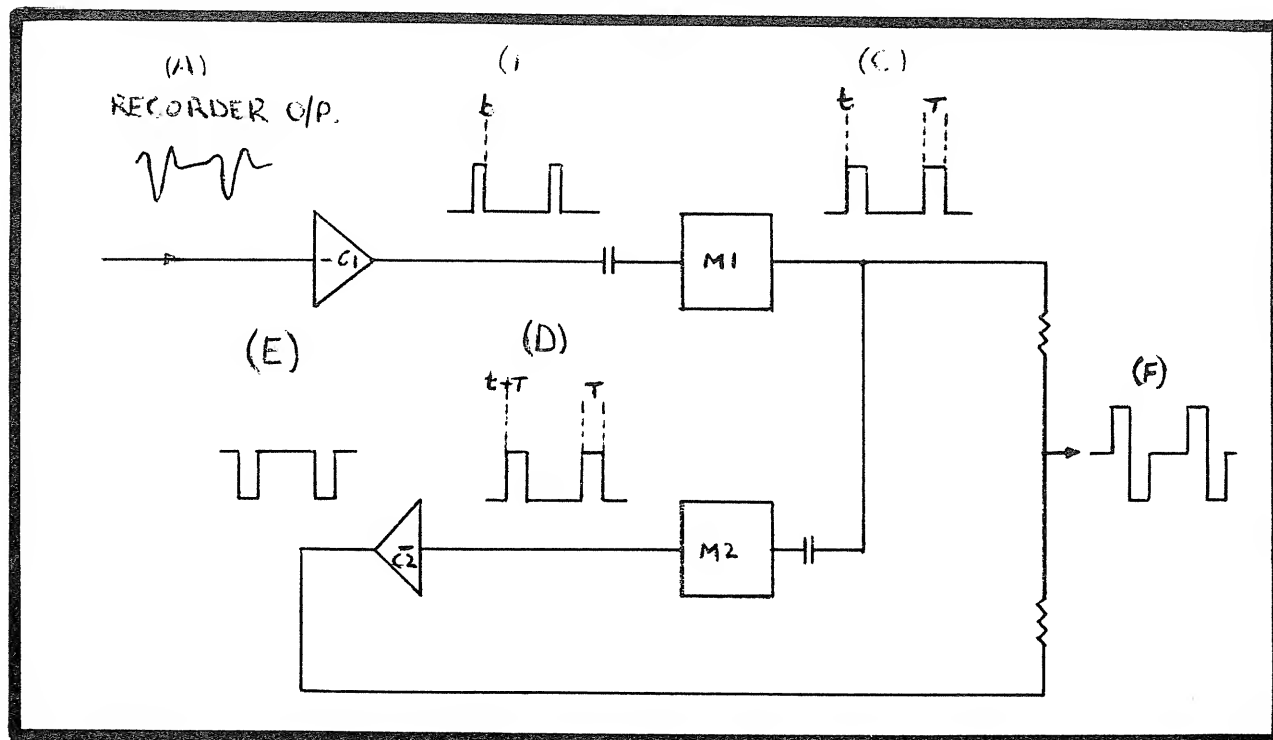 (A)
RECORDER O/P.
(C)
t
t
T
-C1
M1
(E)
(D)
t+T
T
(F)
C2
M2